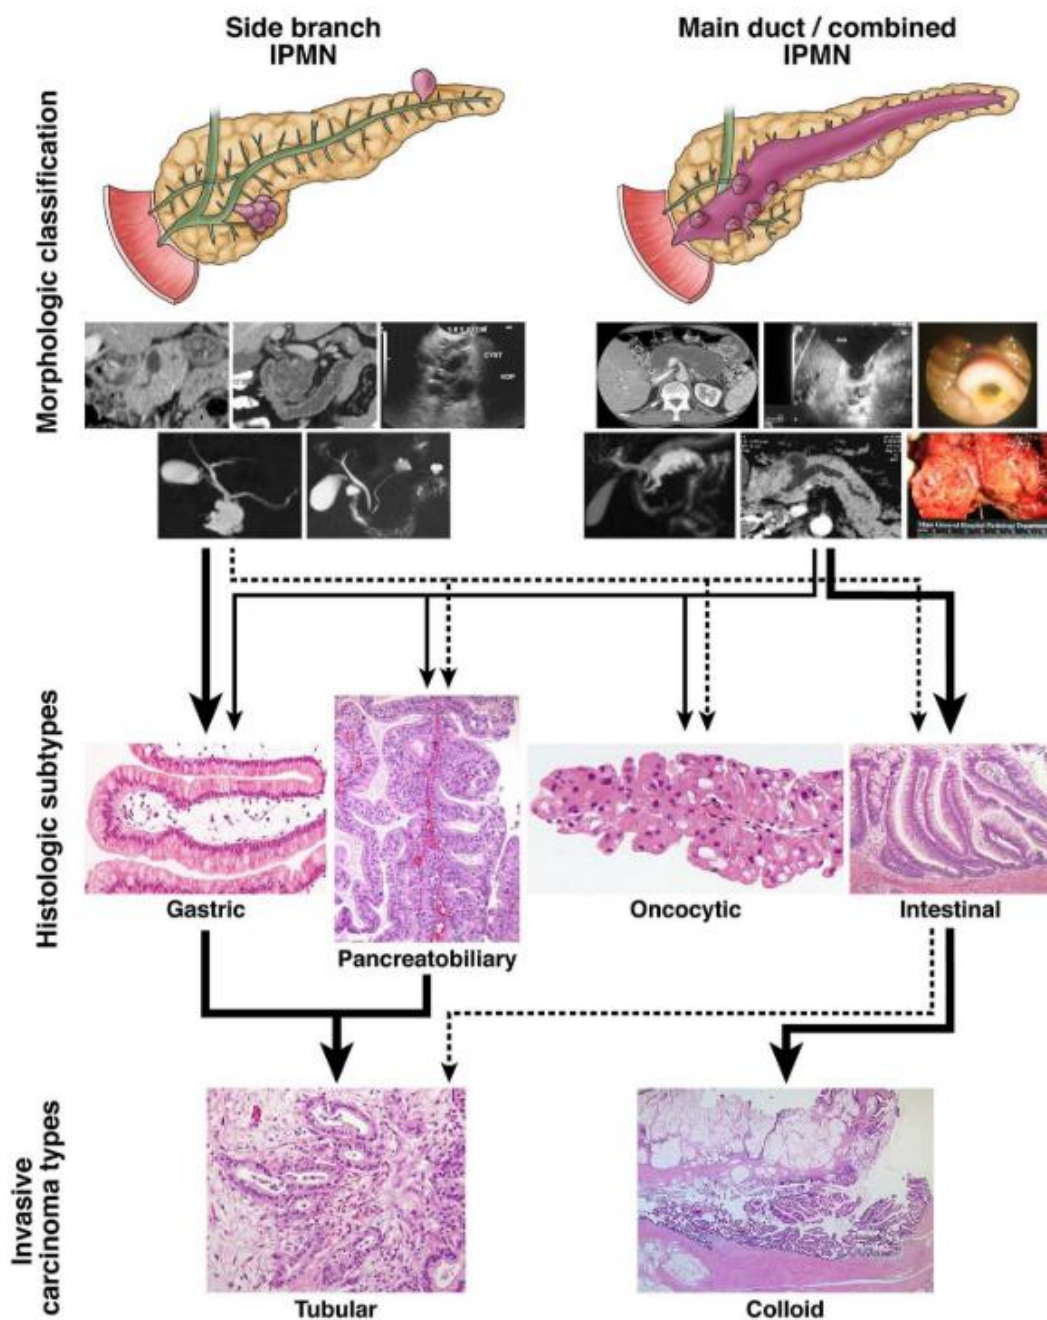 Side branch
IPMN
Main duct / combined
IPMN
Morphologic classification
CYST
Histologic subtypes
Gastric
Pancreatobiliary
Oncocytic
Intestinal
Invasive
carcinoma types
Tubular
Colloid